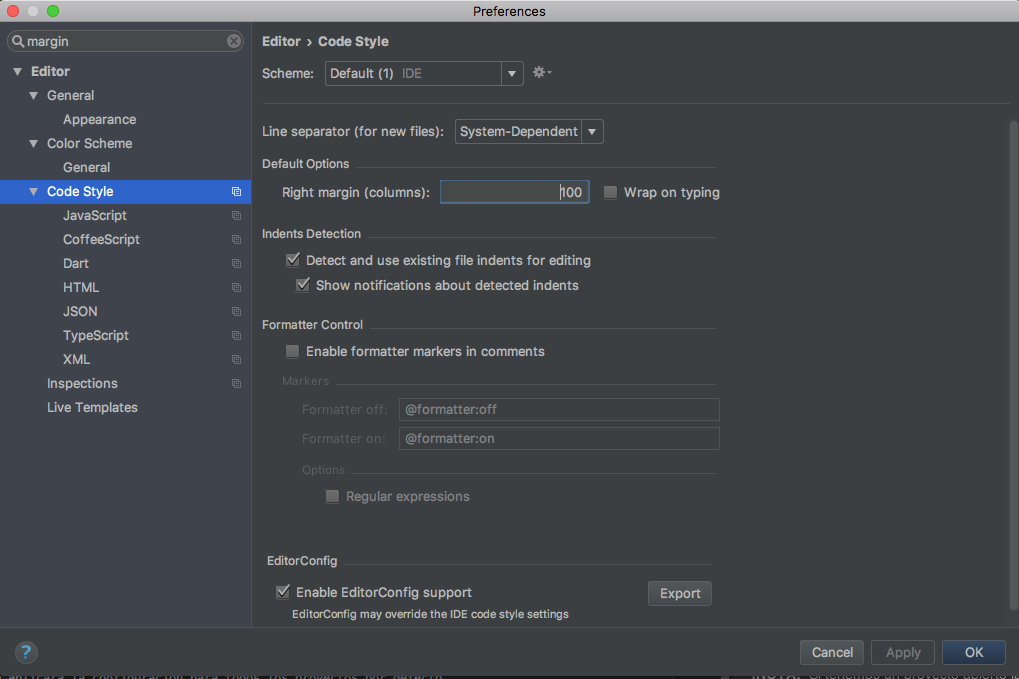 Preferences
margin
Editor
General
Appearance
Color Scheme
General
Code Style
JavaScript
CoffeeScript
Dart
HTML
JSON
TypeScript
XML
Inspections
Live Templates
Editor › Code Style
Scheme: Default (1) IDE
Line separator (for new files): System-Dependent
Default Options
Right margin (columns): 100 Wrap on typing
Indents Detection
Detect and use existing file indents for editing
Show notifications about detected indents
Formatter Control
Enable formatter markers in comments
Markers
Formatter off: @formatter:off
Formatter on: @formatter:on
Options
Regular expressions
EditorConfig
Enable EditorConfig support Export
EditorConfig may override the IDE code style settings
? Cancel Apply OK